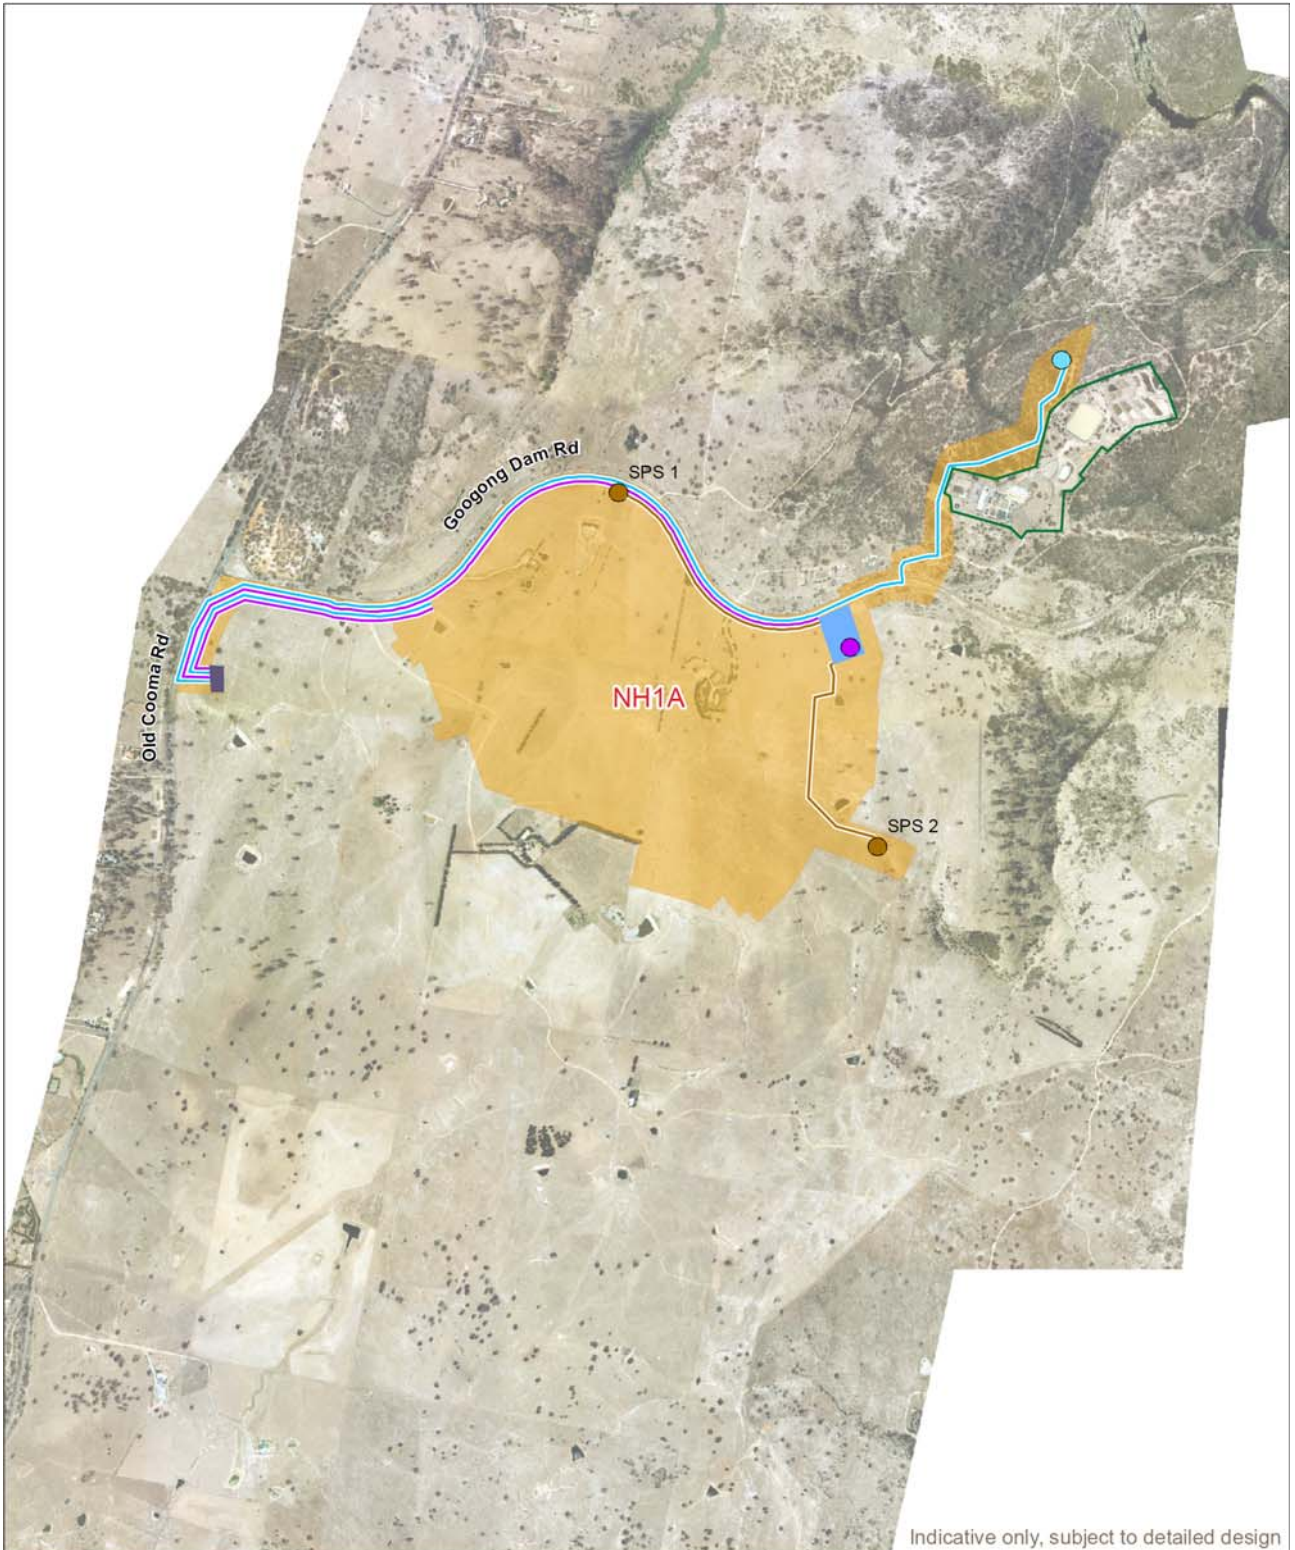 Googong Dam Rd
SPS 1
Old Cooma Rd
NH1A
SPS 2
Indicative only, subject to detailed design